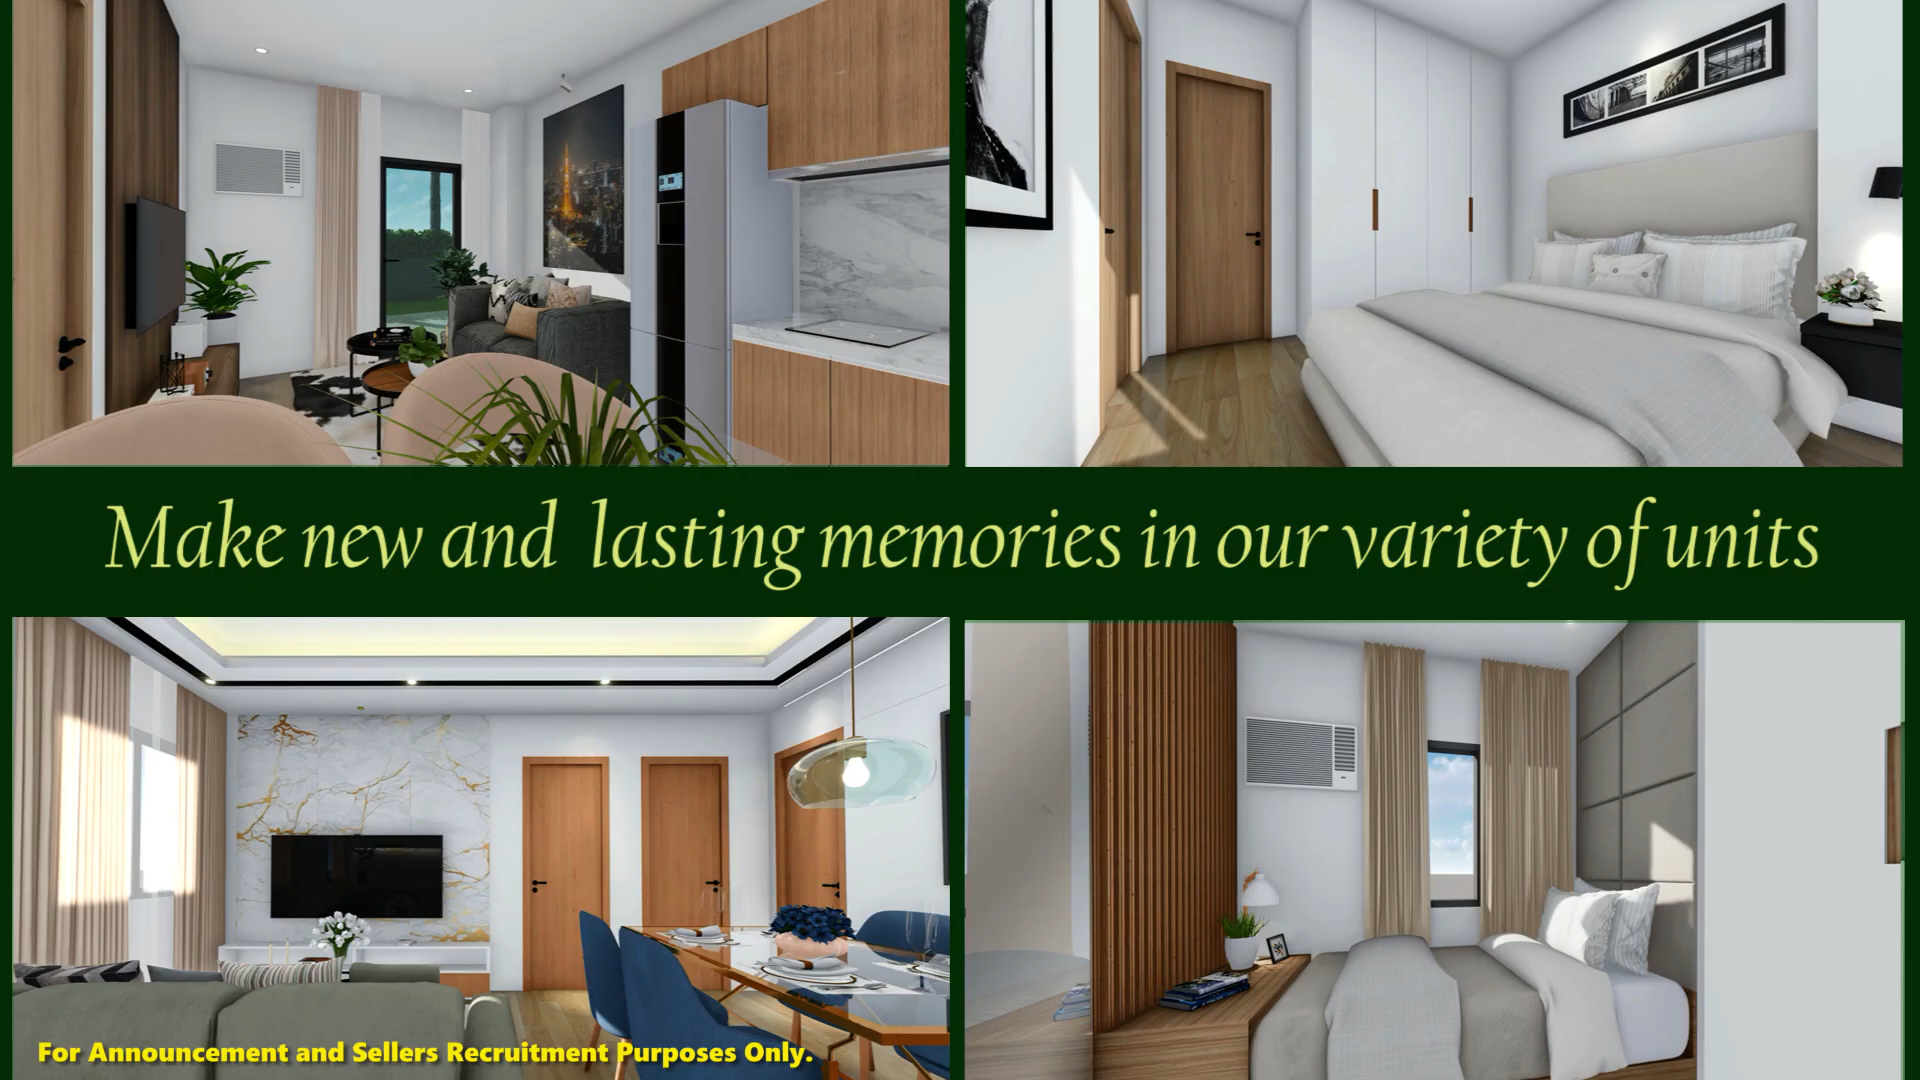 Make new and lasting memories in our variety of units
For Announcement and Sellers Recruitment Purposes Only.